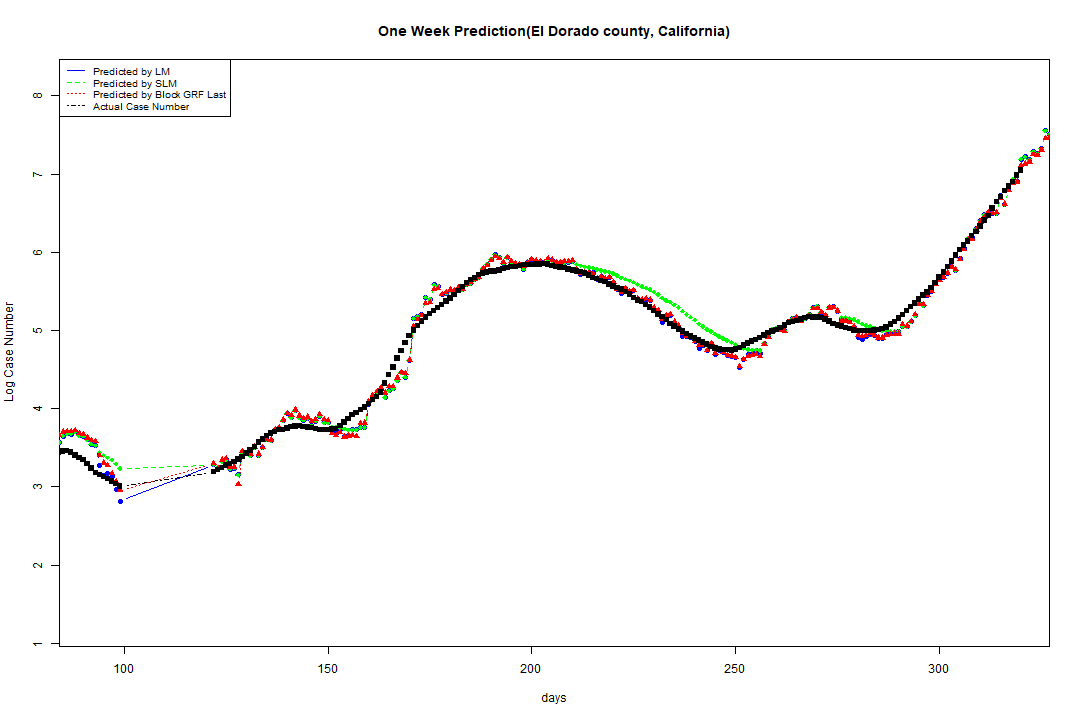 One Week Prediction(El Dorado county, California)
Predicted by LM
Predicted by SLM
Predicted by Block GRF Last
Actual Case Number
8
7
6
5
4
3
2
1
Log Case Number
100 150 200 250 300
days